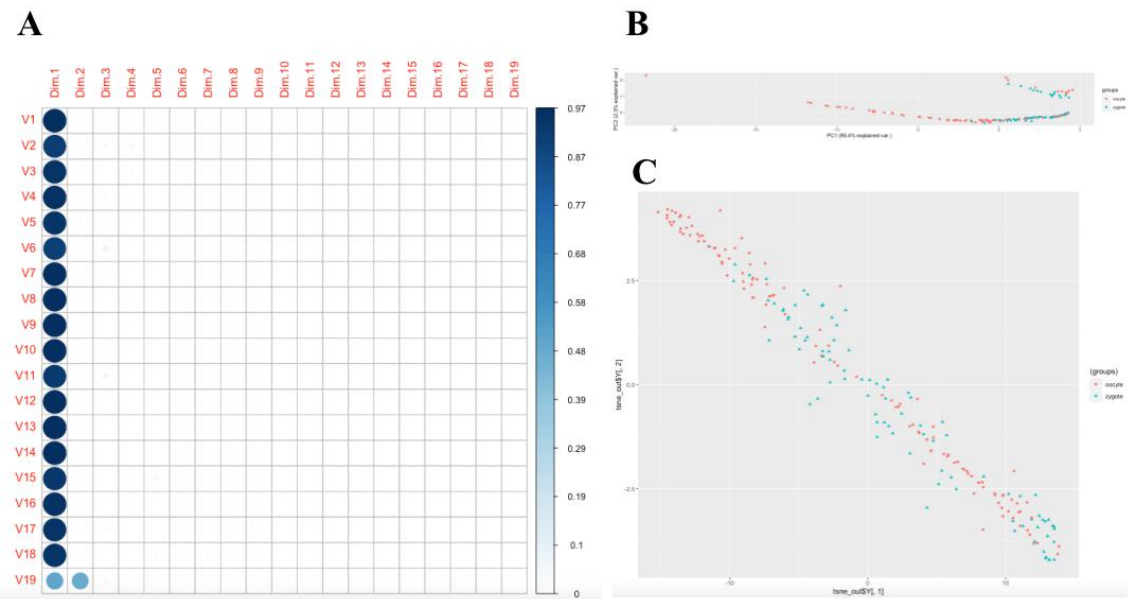 A
Dim.1 Dim.2 Dim.3 Dim.4 Dim.5 Dim.6 Dim.7 Dim.8 Dim.9 Dim.10 Dim.11 Dim.12 Dim.13 Dim.14 Dim.15 Dim.16 Dim.17 Dim.18 Dim.19
V1
V2
V3
V4
V5
V6
V7
V8
V9
V10
V11
V12
V13
V14
V15
V16
V17
V18
V19
0.97
0.87
0.77
0.68
0.58
0.48
0.39
0.29
0.19
0.1
0
B
groups
oocyte
zygote
C
tsne_out$Y[, 2]
2.5
0.0
-2.5
-10 0 10
tsne_out$Y[, 1]
(groups)
oocyte
zygote